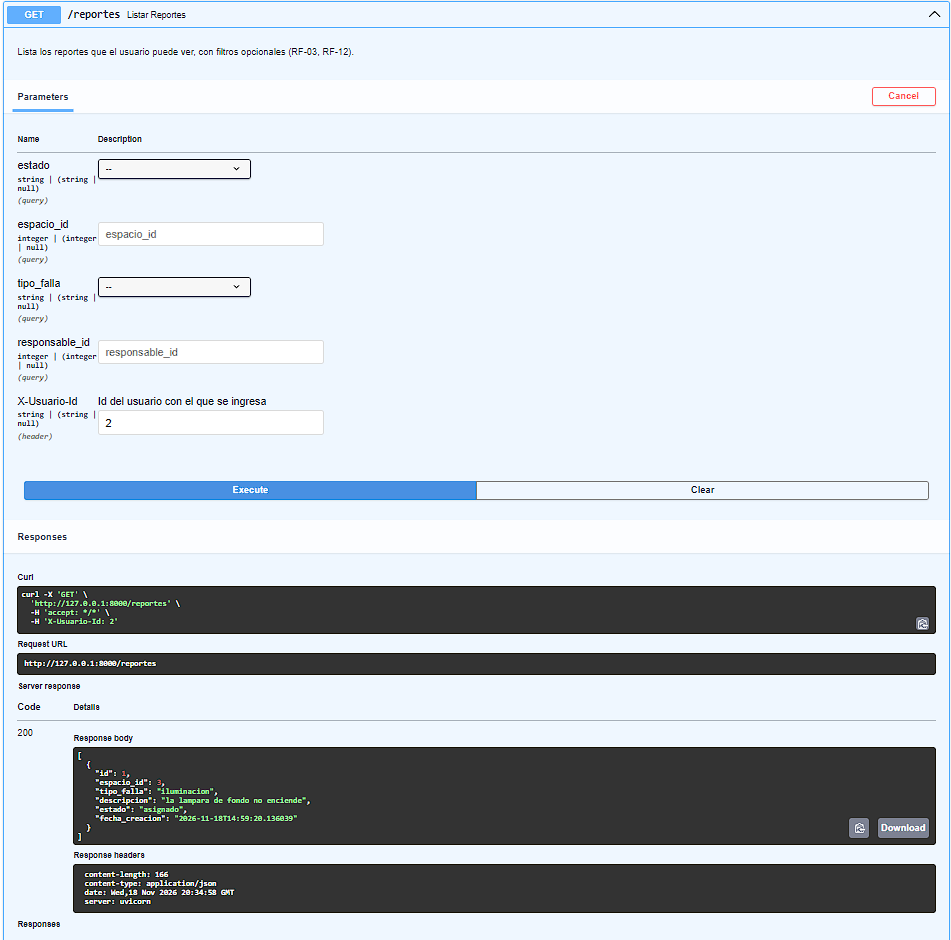 GET /reportes Listar Reportes
Lista los reportes que el usuario puede ver, con filtros opcionales (RF-03, RF-12).
Parameters
Cancel
Name Description
estado
string | (string |
null)
(query)
--
espacio_id
integer | (integer
| null)
(query)
espacio_id
tipo_falla
string | (string |
null)
(query)
--
responsable_id
integer | (integer
| null)
(query)
responsable_id
X-Usuario-Id
string | (string |
null)
(header)
Id del usuario con el que se ingresa
2
Execute
Clear
Responses
Curl
curl -X 'GET' \
'http://127.0.0.1:8000/reportes' \
-H 'accept: */*' \
-H 'X-Usuario-Id: 2'
Request URL
http://127.0.0.1:8000/reportes
Server response
Code Details
200
Response body
[
{
"id": 1,
"espacio_id": 3,
"tipo_falla": "iluminacion",
"descripcion": "la lampara de fondo no enciende",
"estado": "asignado",
"fecha_creacion": "2026-11-18T14:59:20.136039"
}
]
Download
Response headers
content-length: 166
content-type: application/json
date: Wed,18 Nov 2026 20:34:58 GMT
server: uvicorn
Responses